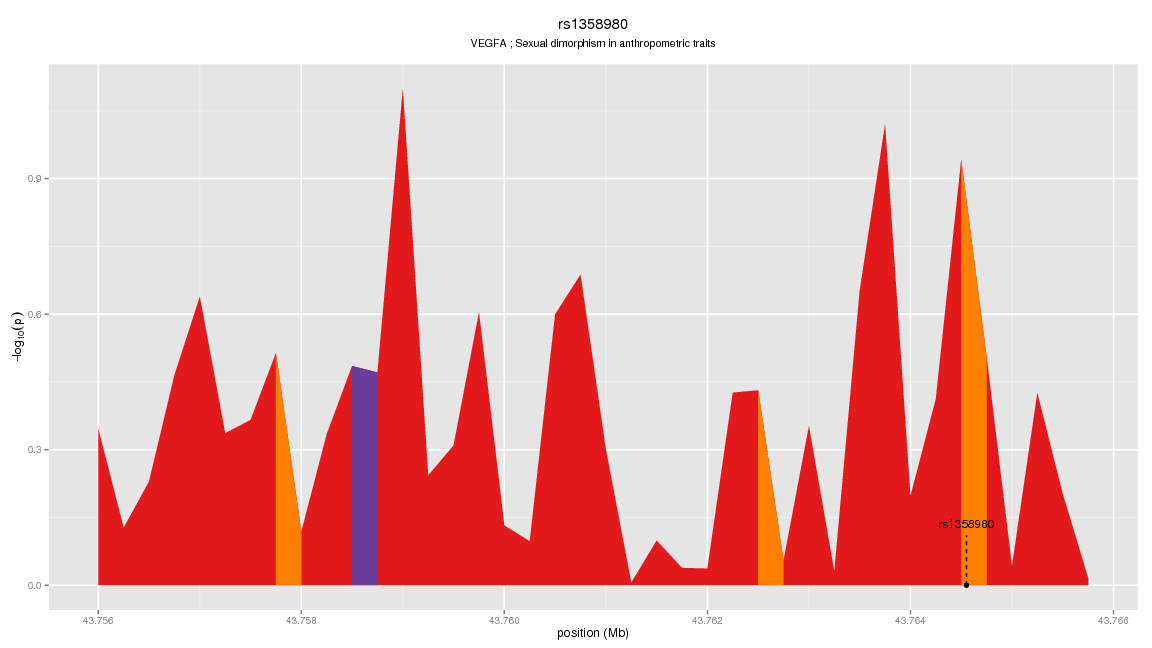 rs1358980
VEGFA ; Sexual dimorphism in anthropometric traits
0.9
0.6
0.3
0.0
−log10(p)
rs1358980
43.756 43.758 43.760 43.762 43.764 43.766
position (Mb)